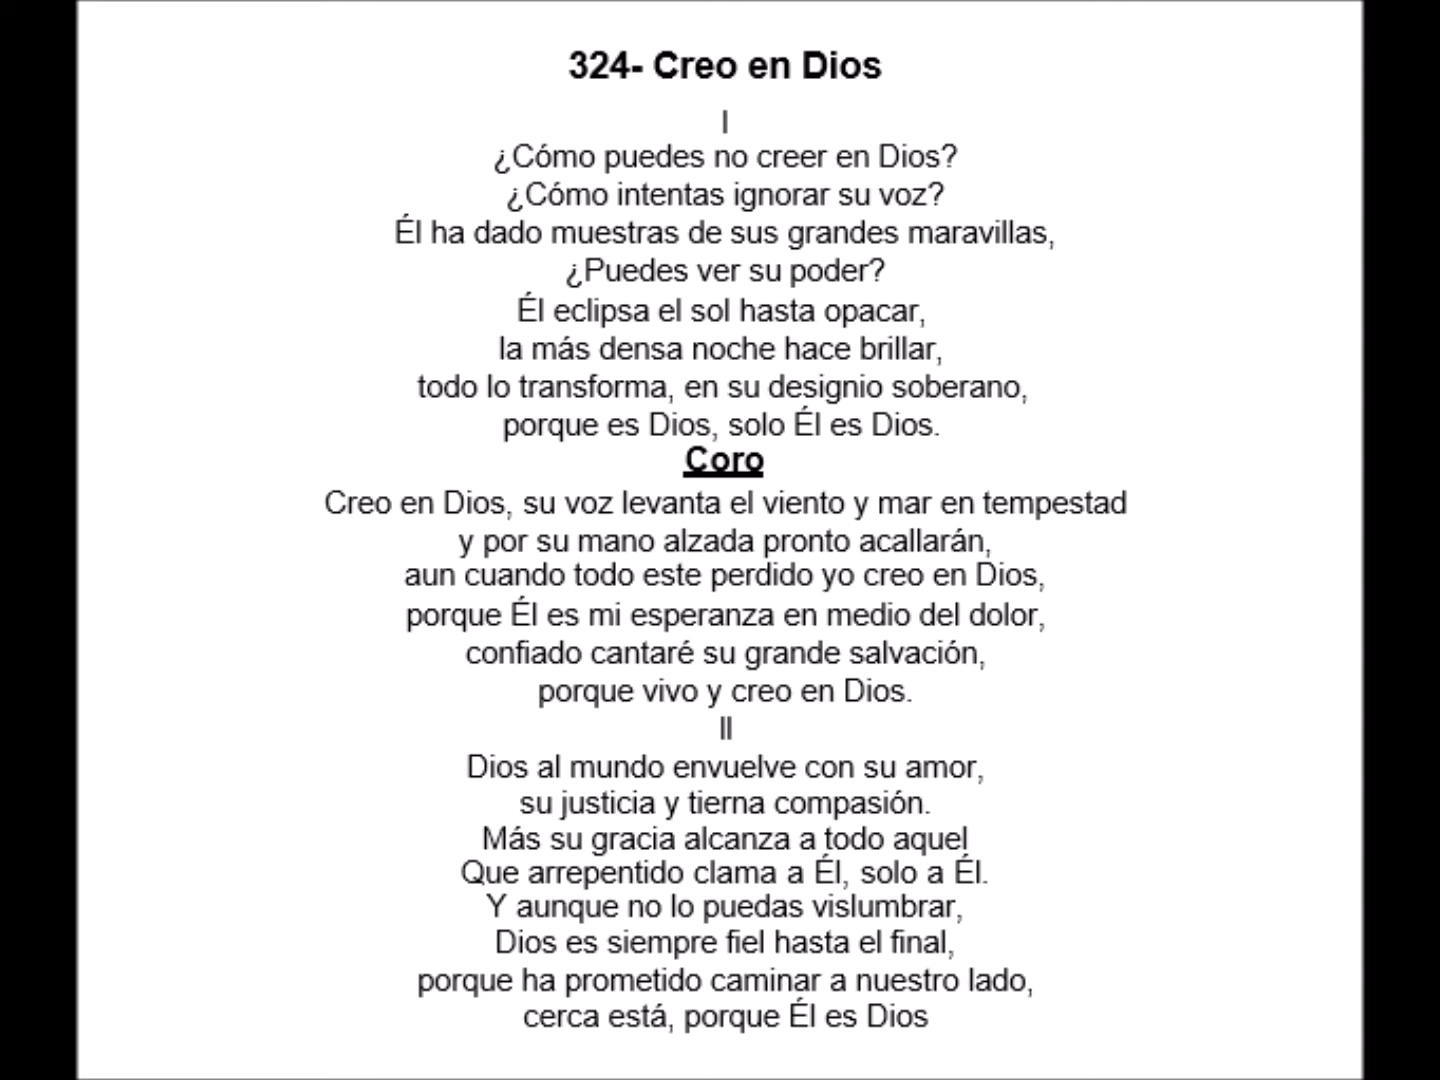 324- Creo en Dios
I
¿Cómo puedes no creer en Dios?
¿Cómo intentas ignorar su voz?
Él ha dado muestras de sus grandes maravillas,
¿Puedes ver su poder?
Él eclipsa el sol hasta opacar,
la más densa noche hace brillar,
todo lo transforma, en su designio soberano,
porque es Dios, solo Él es Dios.
Coro
Creo en Dios, su voz levanta el viento y mar en tempestad
y por su mano alzada pronto acallarán,
aun cuando todo este perdido yo creo en Dios,
porque Él es mi esperanza en medio del dolor,
confiado cantaré su grande salvación,
porque vivo y creo en Dios.
II
Dios al mundo envuelve con su amor,
su justicia y tierna compasión.
Más su gracia alcanza a todo aquel
Que arrepentido clama a Él, solo a Él.
Y aunque no lo puedas vislumbrar,
Dios es siempre fiel hasta el final,
porque ha prometido caminar a nuestro lado,
cerca está, porque Él es Dios